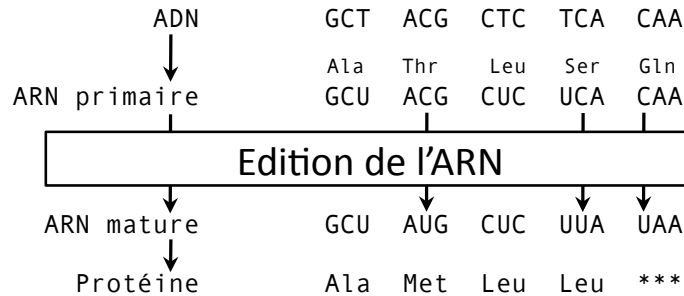 ADN GCT ACG CTC TCA CAA
Ala Thr Leu Ser Gln
ARN primaire GCU ACG CUC UCA CAA
Edition de l'ARN
ARN mature GCU AUG CUC UUA UAA
Protéine Ala Met Leu Leu ***